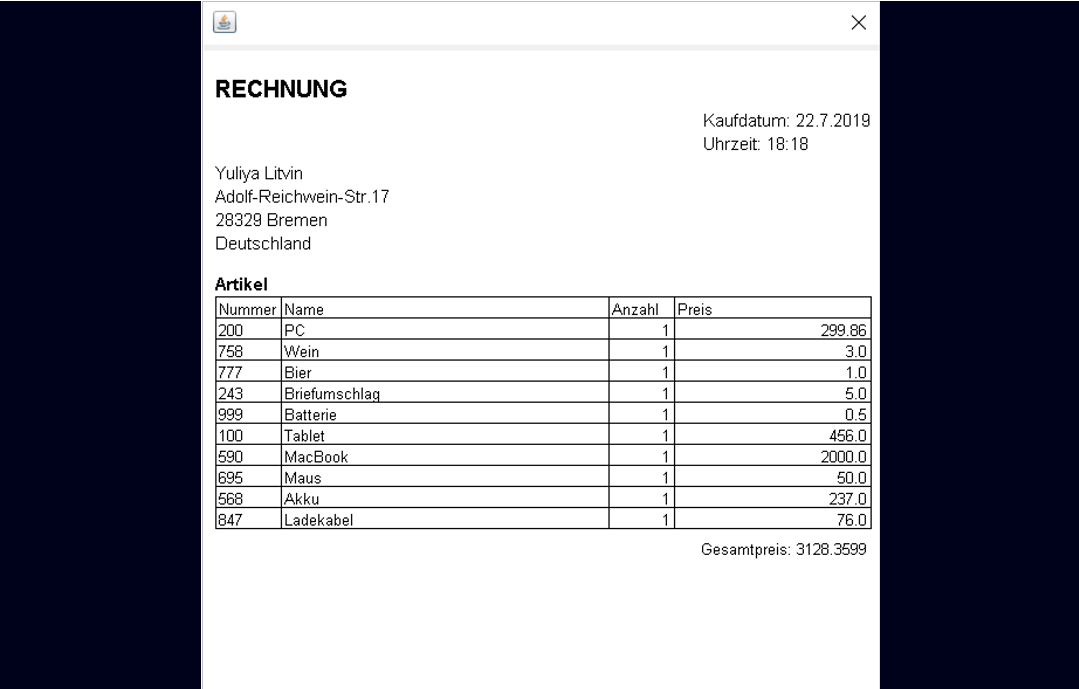 RECHNUNG
Kaufdatum: 22.7.2019
Uhrzeit: 18:18
Yuliya Litvin
Adolf-Reichwein-Str.17
28329 Bremen
Deutschland
Artikel
Nummer Name Anzahl Preis
200 PC 1 299.86
758 Wein 1 3.0
777 Bier 1 1.0
243 Briefumschlag 1 5.0
999 Batterie 1 0.5
100 Tablet 1 456.0
590 MacBook 1 2000.0
695 Maus 1 50.0
568 Akku 1 237.0
847 Ladekabel 1 76.0
Gesamtpreis: 3128.3599